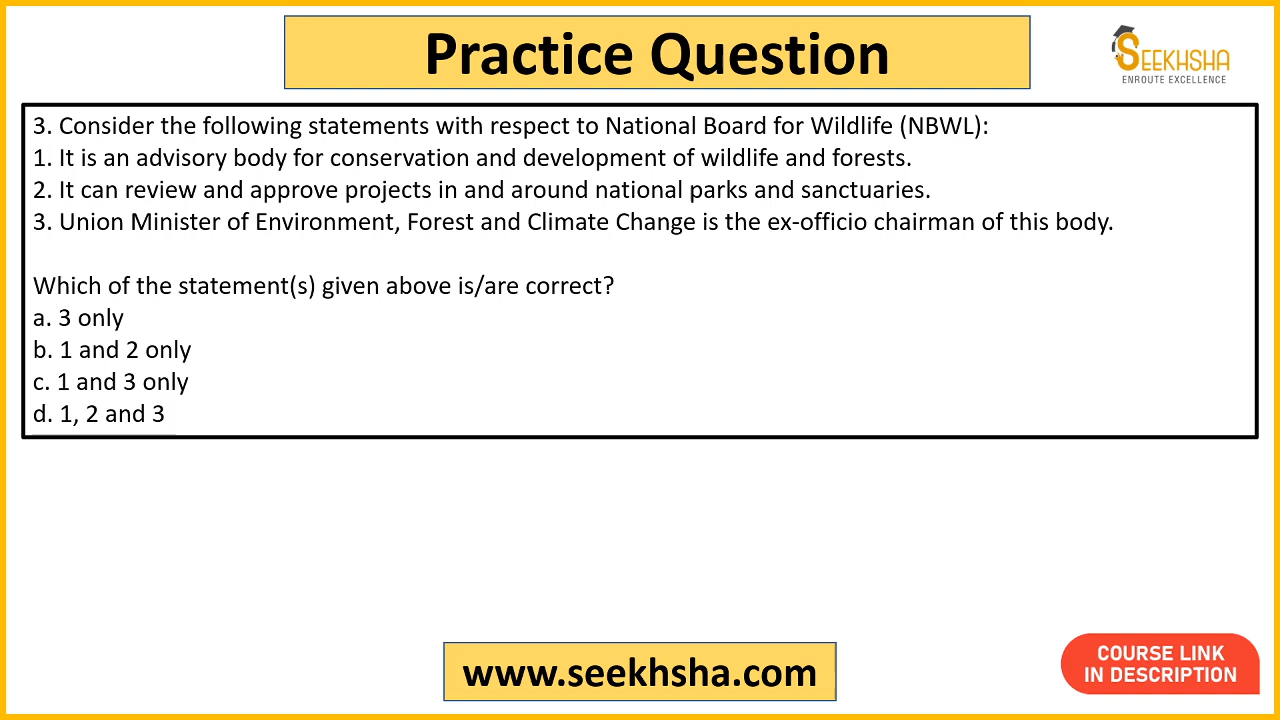 Practice Question
SEEKHSHA
ENROUTE EXCELLENCE
3. Consider the following statements with respect to National Board for Wildlife (NBWL):
1. It is an advisory body for conservation and development of wildlife and forests.
2. It can review and approve projects in and around national parks and sanctuaries.
3. Union Minister of Environment, Forest and Climate Change is the ex-officio chairman of this body.
Which of the statement(s) given above is/are correct?
a. 3 only
b. 1 and 2 only
c. 1 and 3 only
d. 1, 2 and 3
www.seekhsha.com
COURSE LINK
IN DESCRIPTION